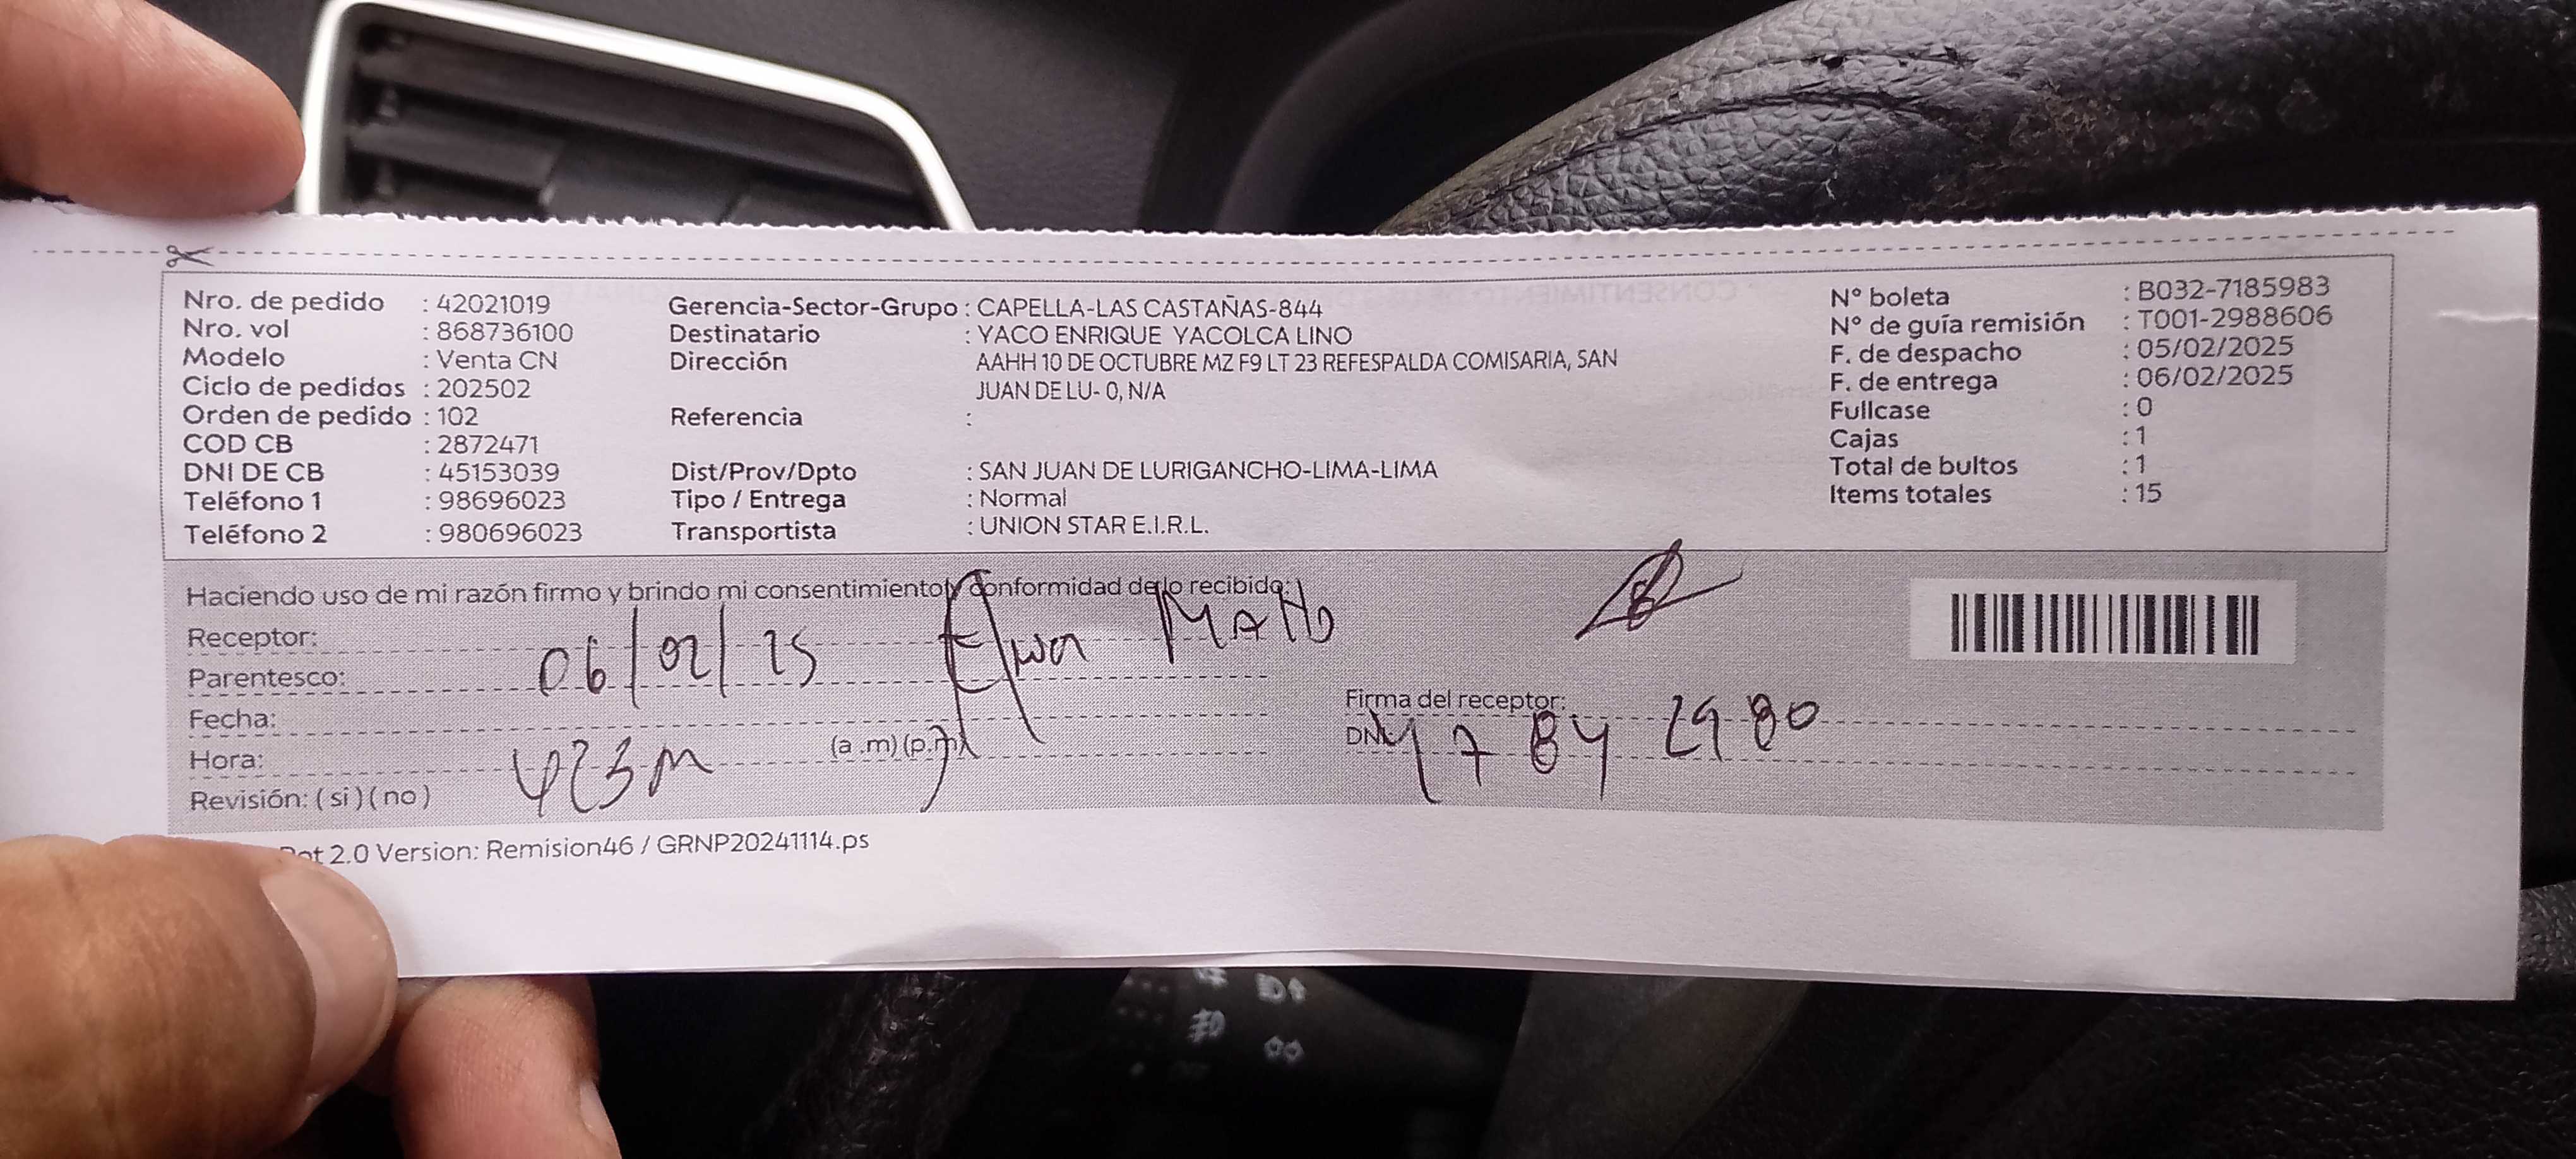 Nro. de pedido : 42021019
Nro. vol : 868736100
Modelo : Venta CN
Ciclo de pedidos : 202502
Orden de pedido : 102
COD CB : 2872471
DNI DE CB : 45153039
Teléfono 1 : 98696023
Teléfono 2 : 980696023
Gerencia-Sector-Grupo : CAPELLA-LAS CASTAÑAS-844
Destinatario : YACO ENRIQUE YACOLCA LINO
Dirección AAHH 10 DE OCTUBRE MZ F9 LT 23 REFESPALDA COMISARIA, SAN
JUAN DE LU- 0, N/A
Referencia :
Dist/Prov/Dpto : SAN JUAN DE LURIGANCHO-LIMA-LIMA
Tipo / Entrega : Normal
Transportista : UNION STAR E.I.R.L.
N° boleta : B032-7185983
N° de guía remisión : T001-2988606
F. de despacho : 05/02/2025
F. de entrega : 06/02/2025
Fullcase : 0
Cajas : 1
Total de bultos : 1
Items totales : 15
Haciendo uso de mi razón firmo y brindo mi consentimiento y conformidad de lo recibido:
Receptor:
Parentesco: 06/02/25
Fecha:
Hora: (a .m) (p.m)
Revisión: ( si ) ( no )
Firma del receptor:
DNI: 47842980
2.0 Version: Remision46 / GRNP20241114.ps